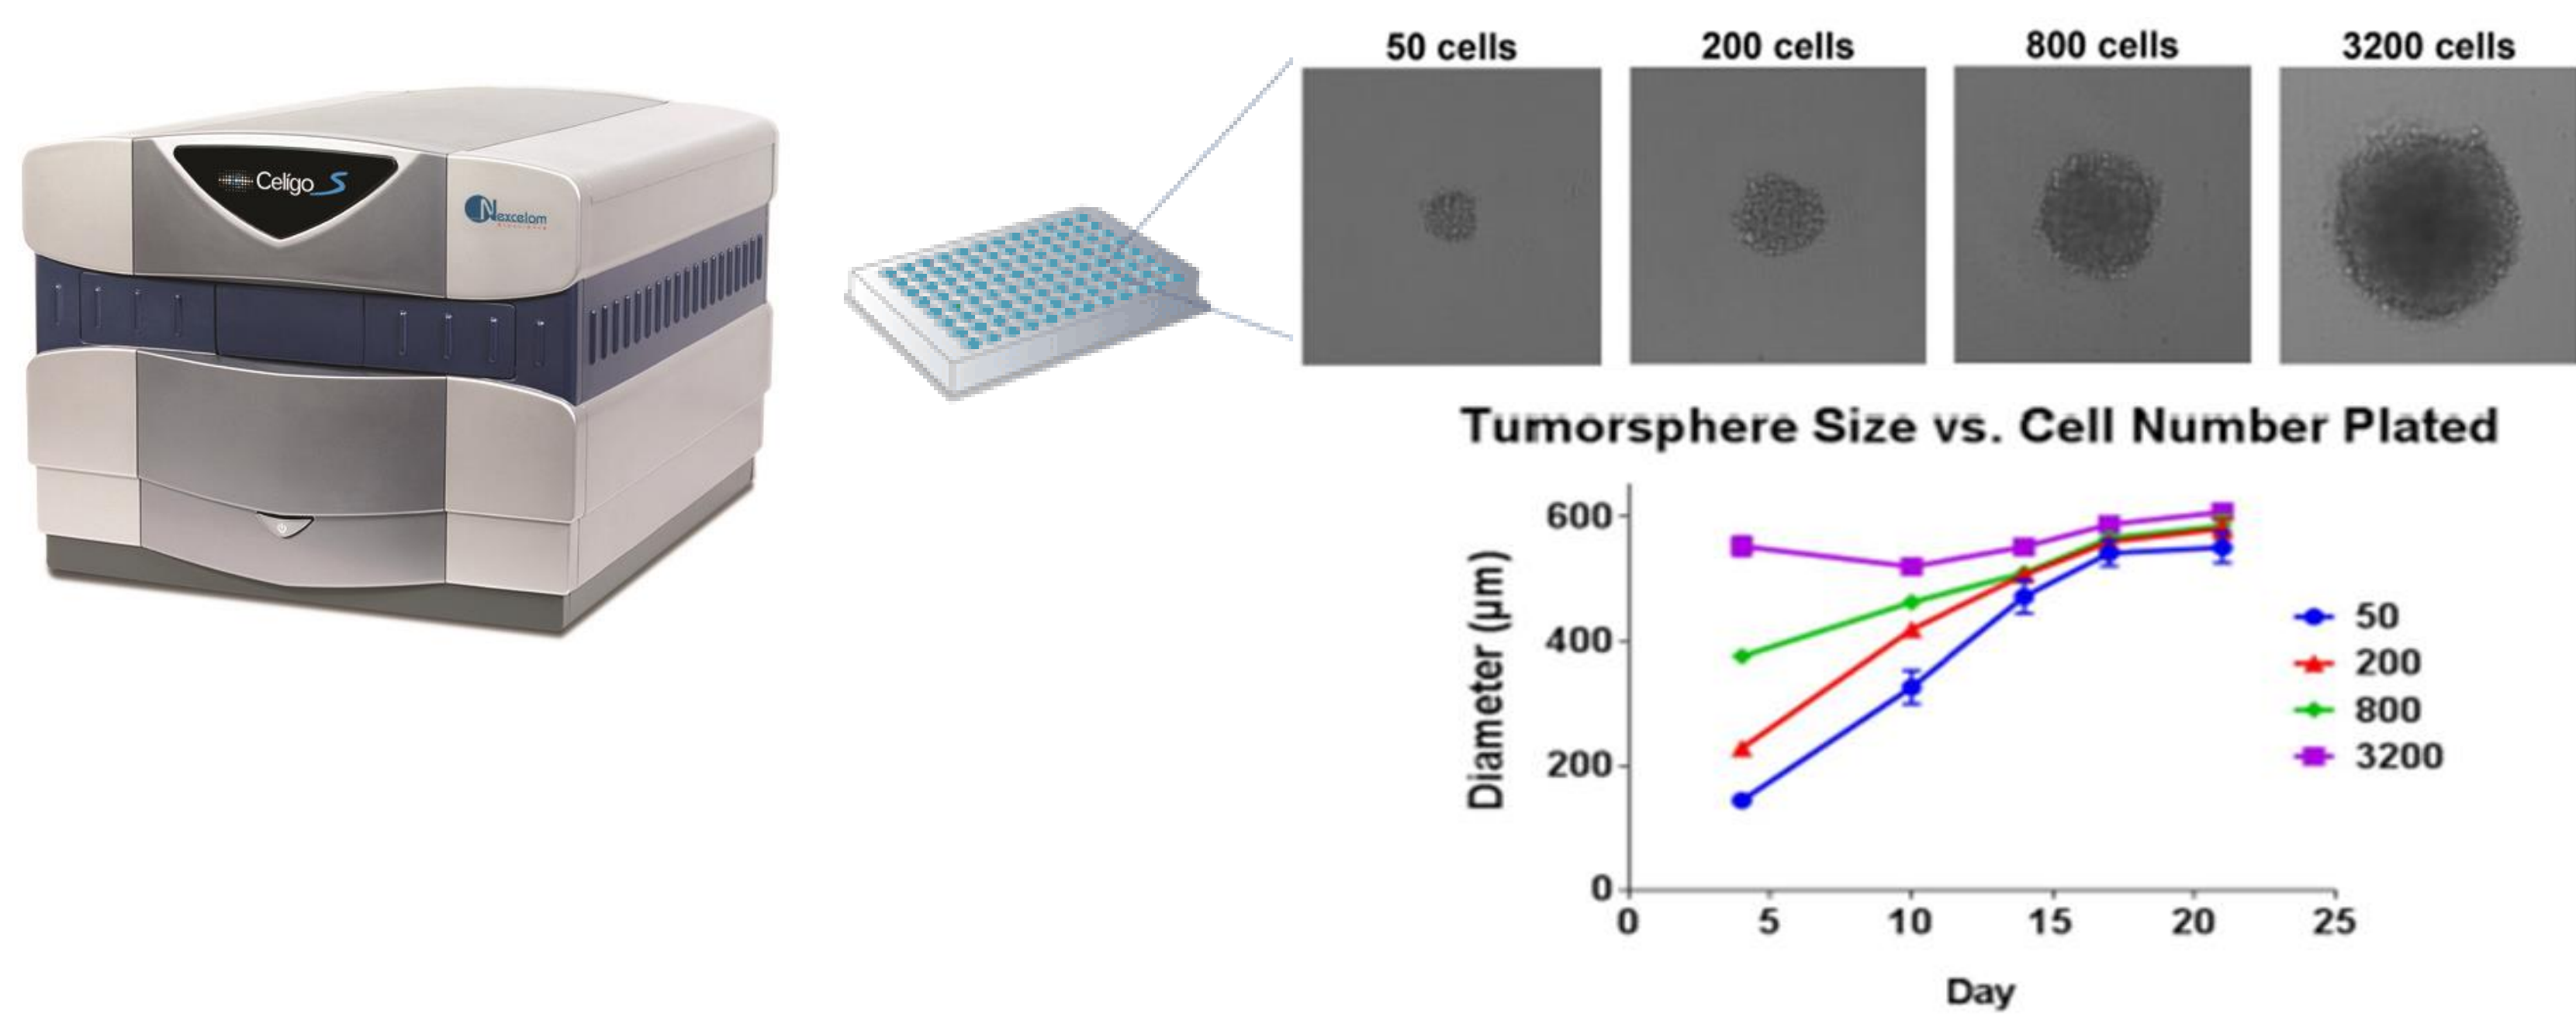 Celígo S
Nexcelom
50 cells
200 cells
800 cells
3200 cells
Tumorsphere Size vs. Cell Number Plated
Diameter (µm)
600
400
200
0
0
5
10
15
20
25
Day
50
200
800
3200